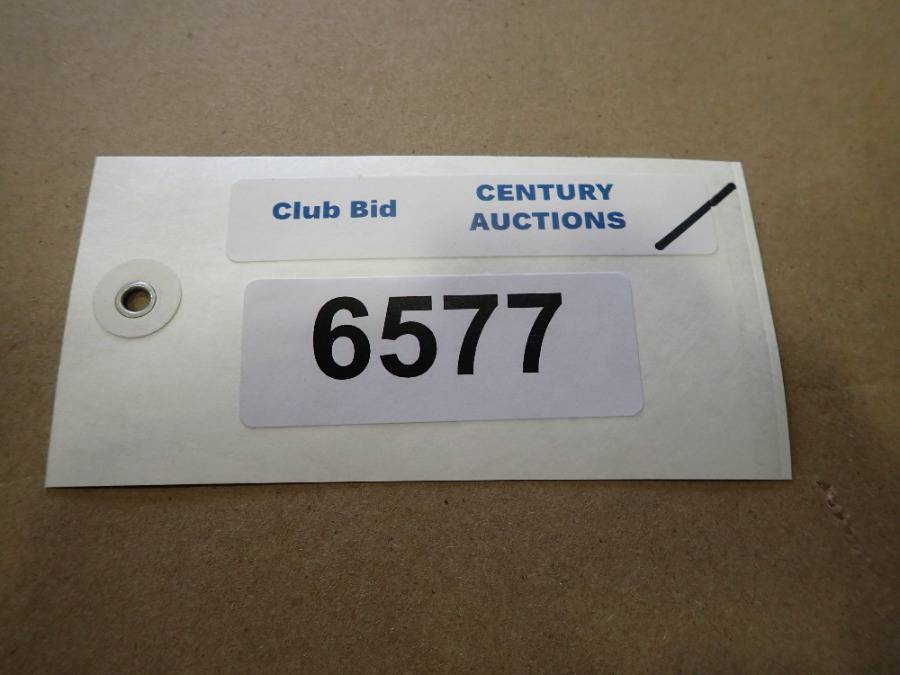 Club Bid
CENTURY
AUCTIONS
6577